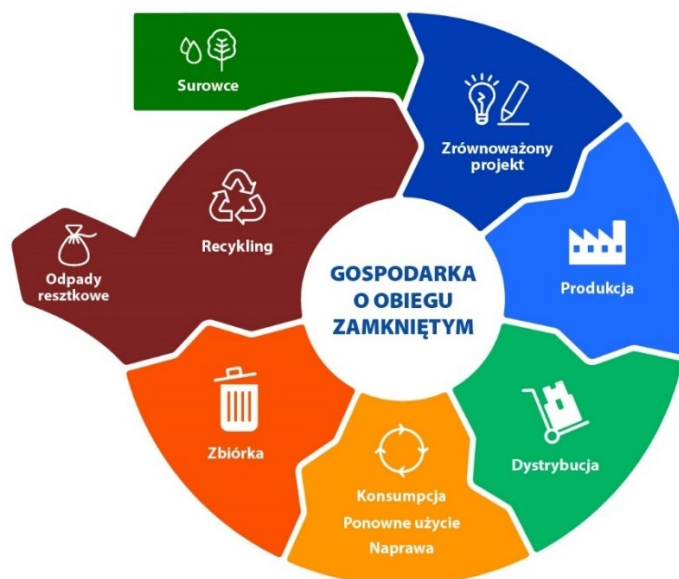 Surowce
Zrównoważony
projekt
Produkcja
Dystrybucja
Konsumpcja
Ponowne użycie
Naprawa
Zbiórka
Recykling
Odpady
resztkowe
GOSPODARKA
O OBIEGU
ZAMKNIĘTYM